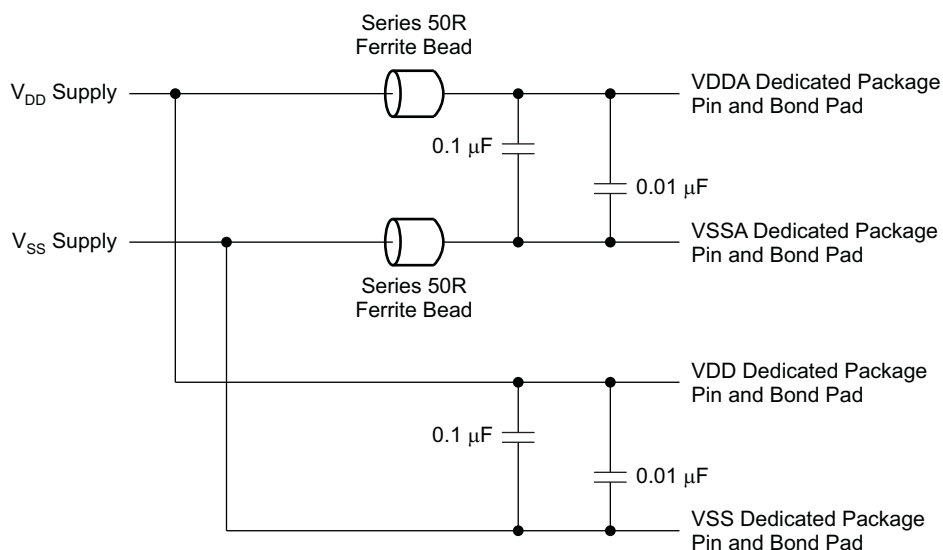 Series 50R
Ferrite Bead
V_DD Supply
VDDA Dedicated Package
Pin and Bond Pad
0.1 μF
0.01 μF
V_SS Supply
VSSA Dedicated Package
Pin and Bond Pad
Series 50R
Ferrite Bead
VDD Dedicated Package
Pin and Bond Pad
0.1 μF
0.01 μF
VSS Dedicated Package
Pin and Bond Pad